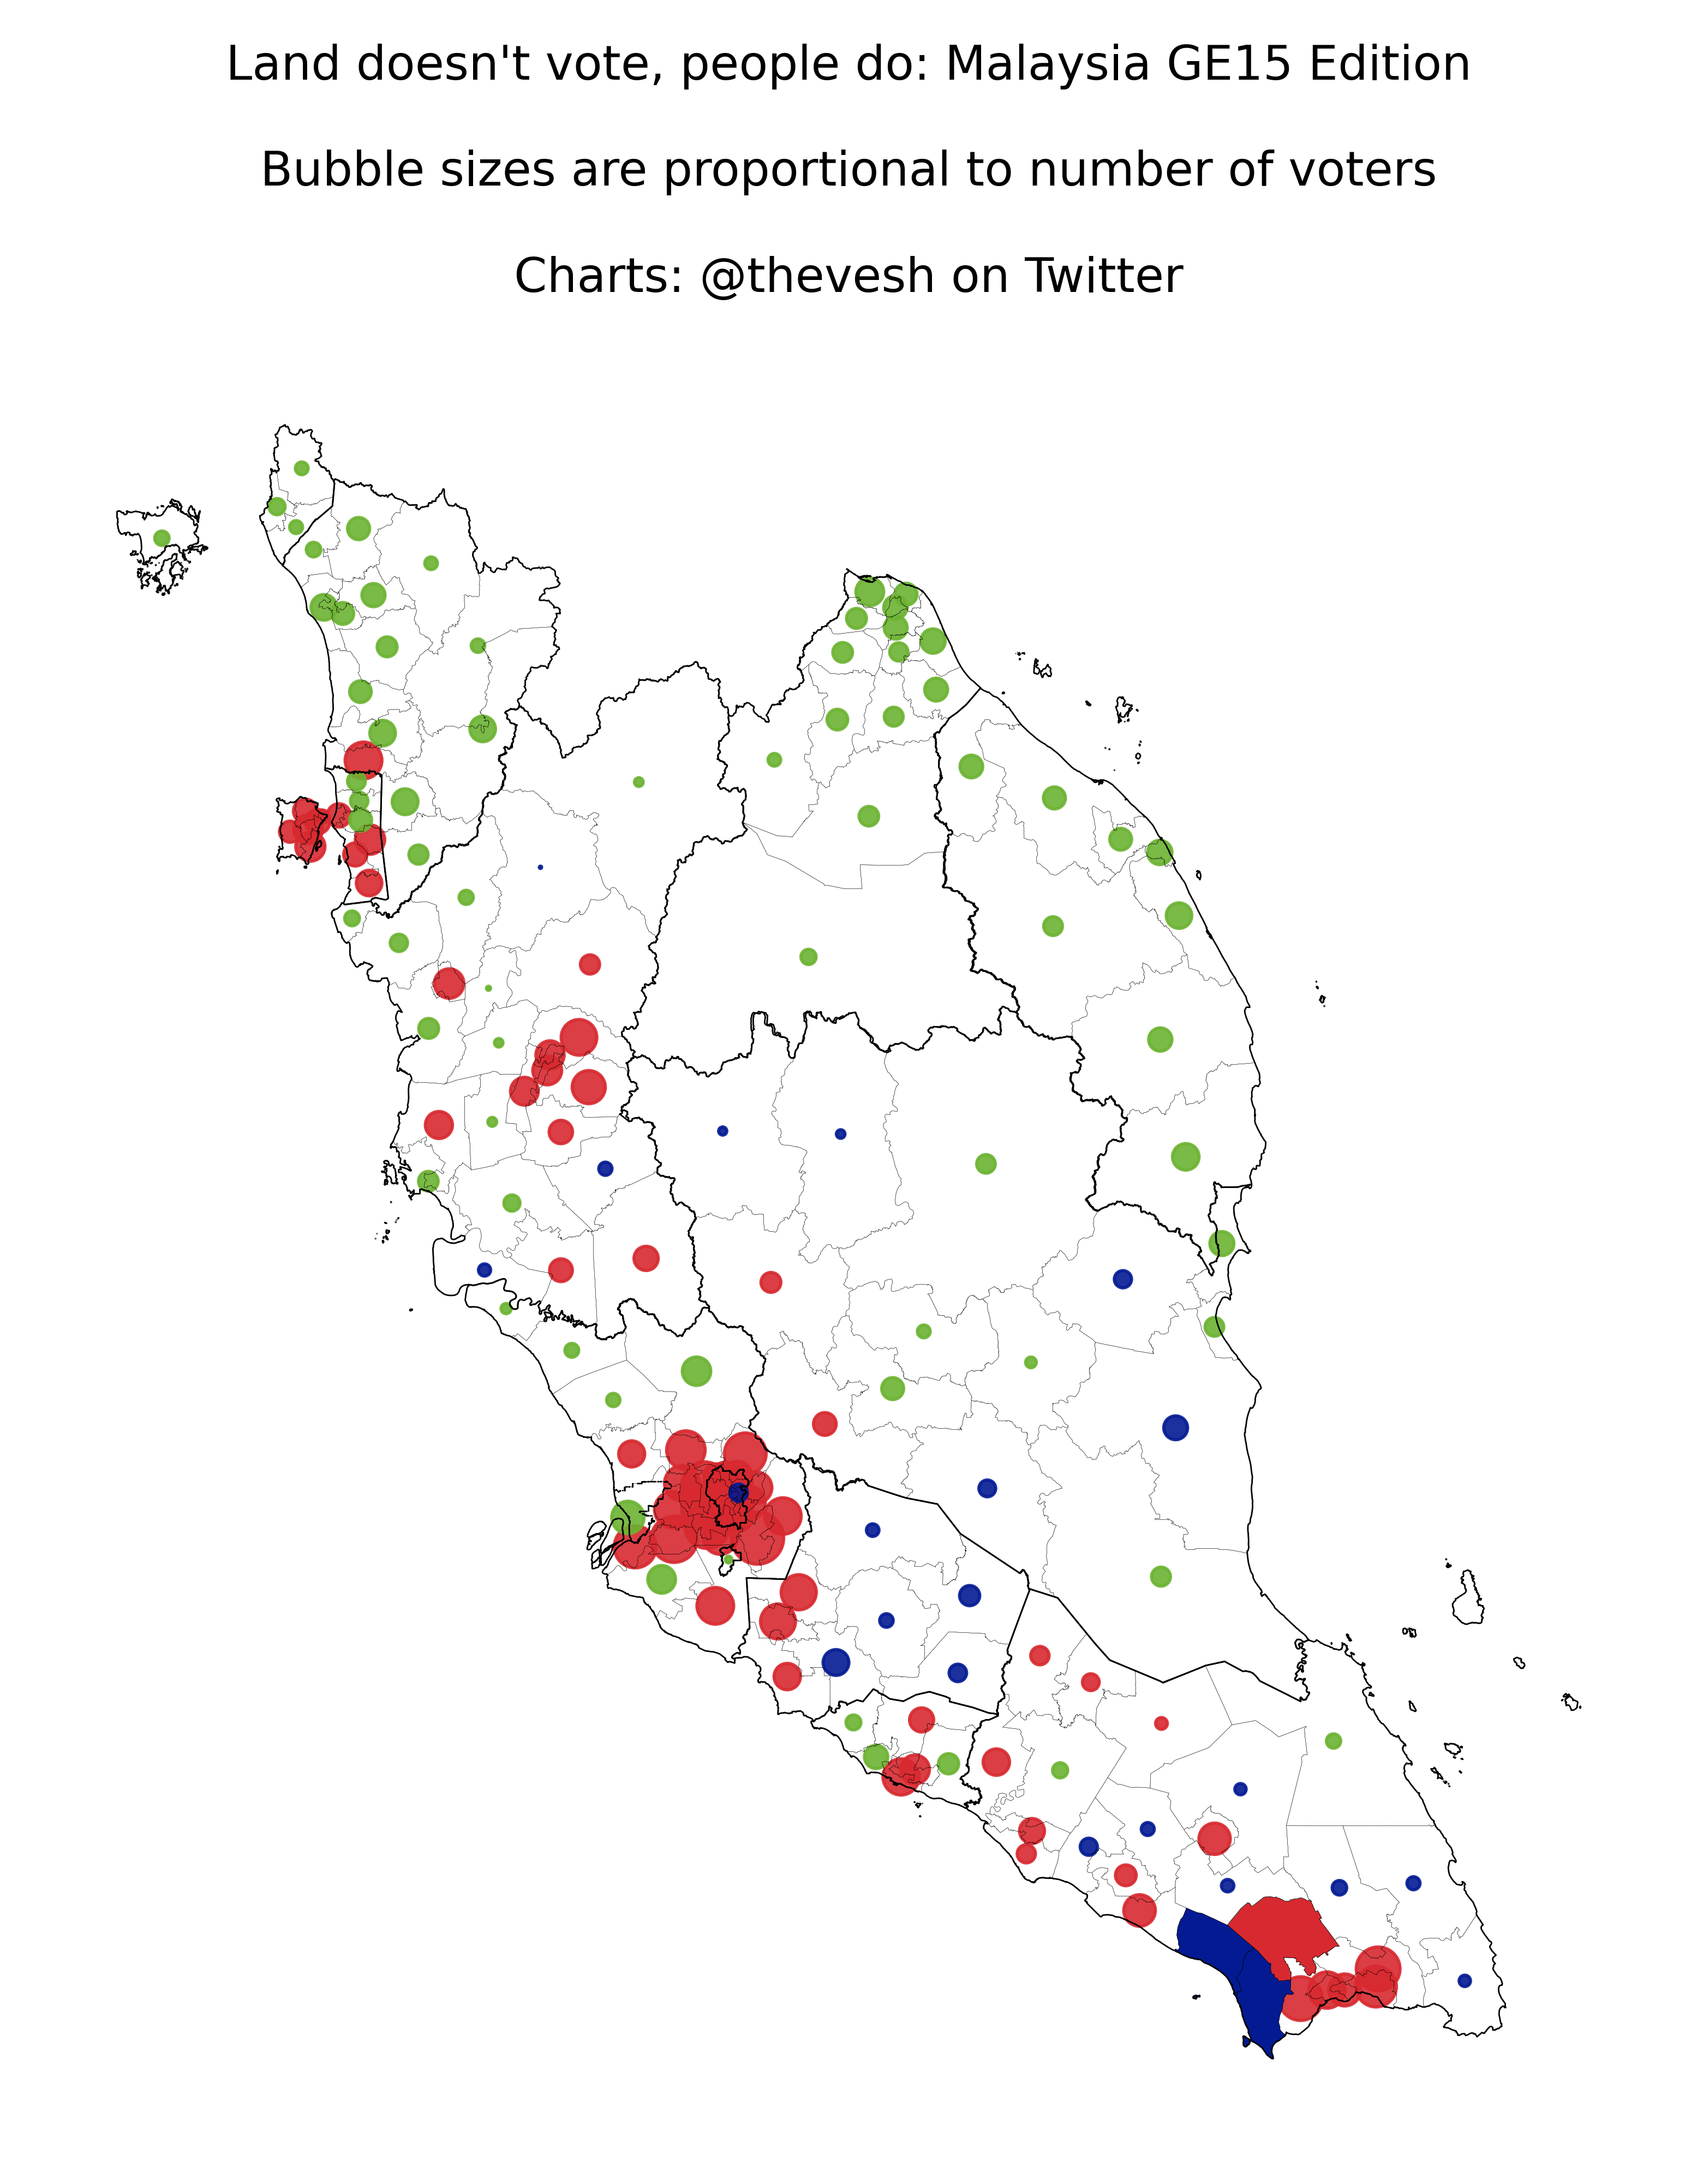 Land doesn't vote, people do: Malaysia GE15 Edition
Bubble sizes are proportional to number of voters
Charts: @thevesh on Twitter